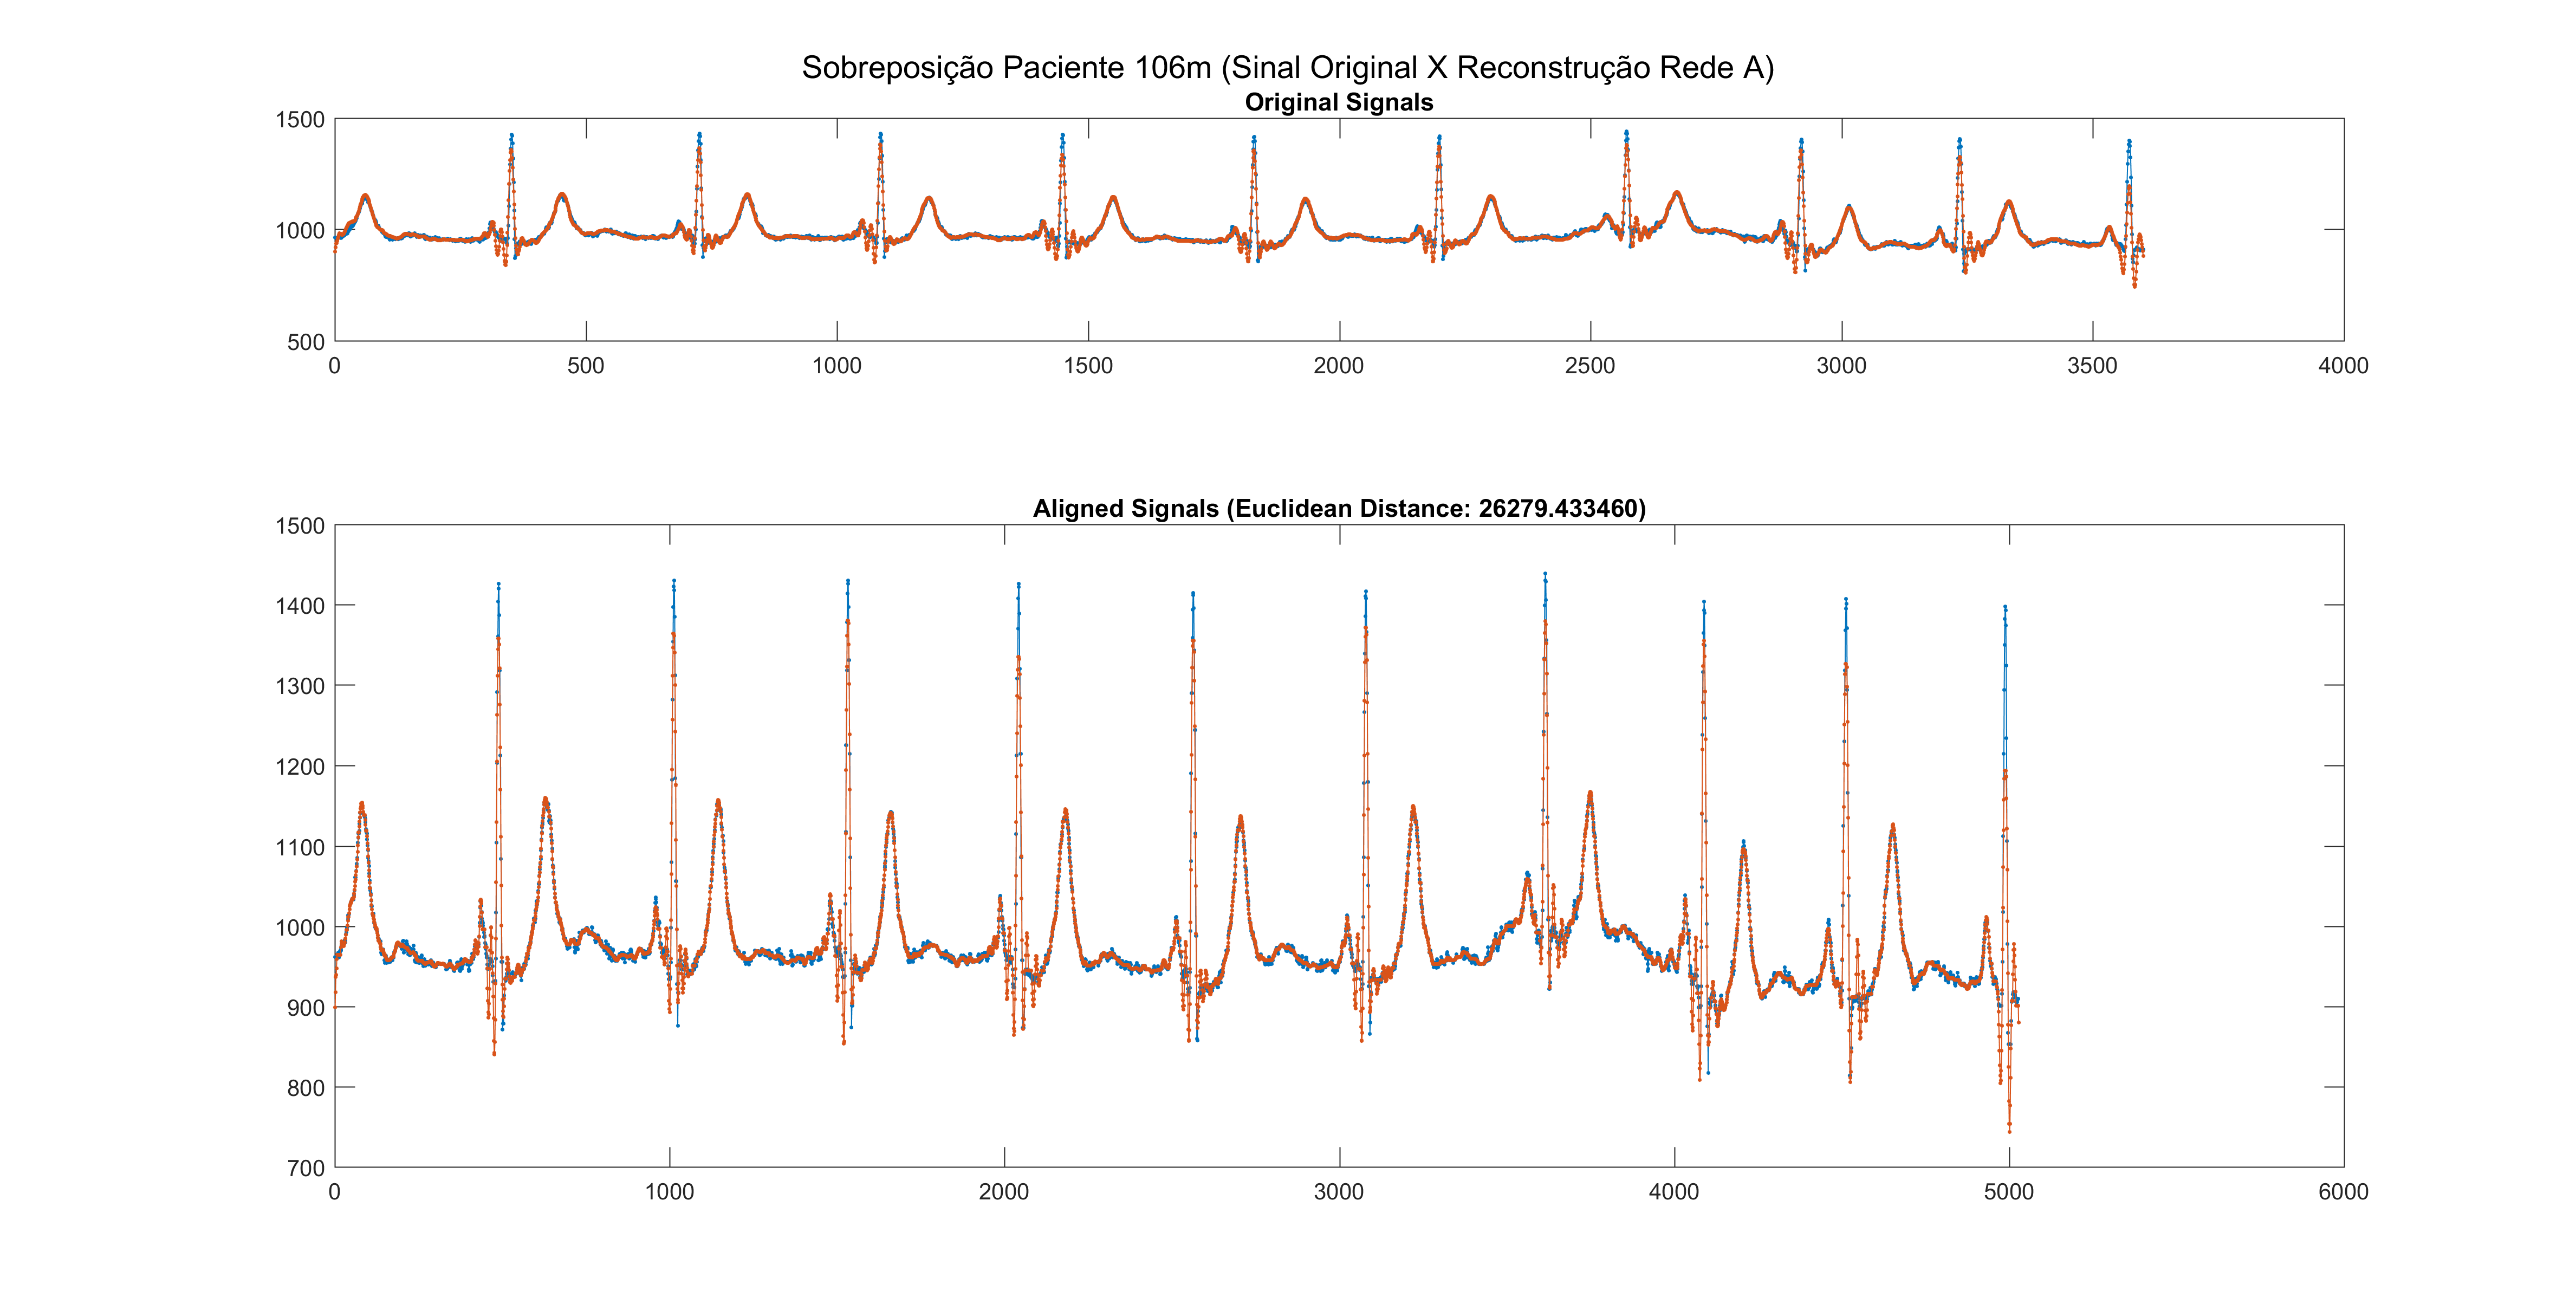 Sobreposição Paciente 106m (Sinal Original X Reconstrução Rede A)
Original Signals
1500
1000
500
0 500 1000 1500 2000 2500 3000 3500 4000
Aligned Signals (Euclidean Distance: 26279.433460)
1500
1400
1300
1200
1100
1000
900
800
700
0 1000 2000 3000 4000 5000 6000